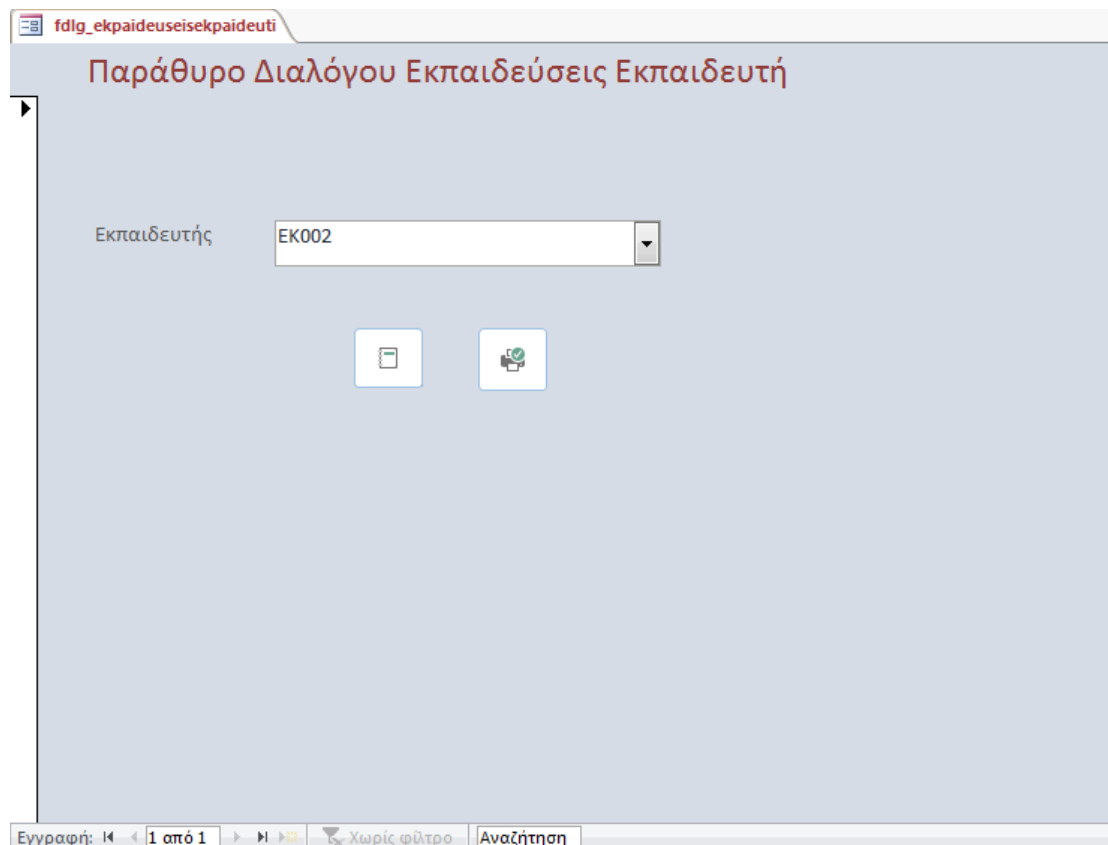 fdlg_ekpaideuseisekpaideuti
Παράθυρο Διαλόγου Εκπαιδεύσεις Εκπαιδευτή
Εκπαιδευτής
ΕΚ002
Εγγραφή: 1 από 1 Χωρίς φίλτρο Αναζήτηση